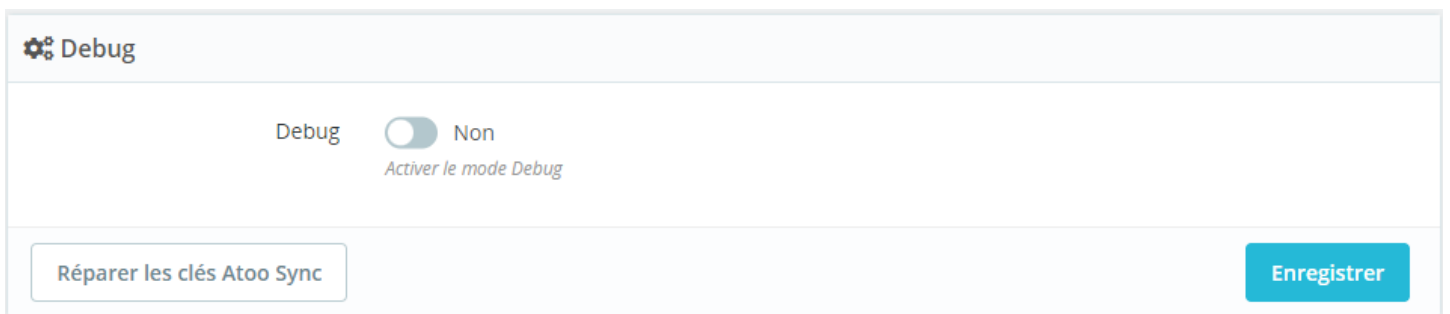 Debug
Debug Non
Activer le mode Debug
Réparer les clés Atoo Sync Enregistrer